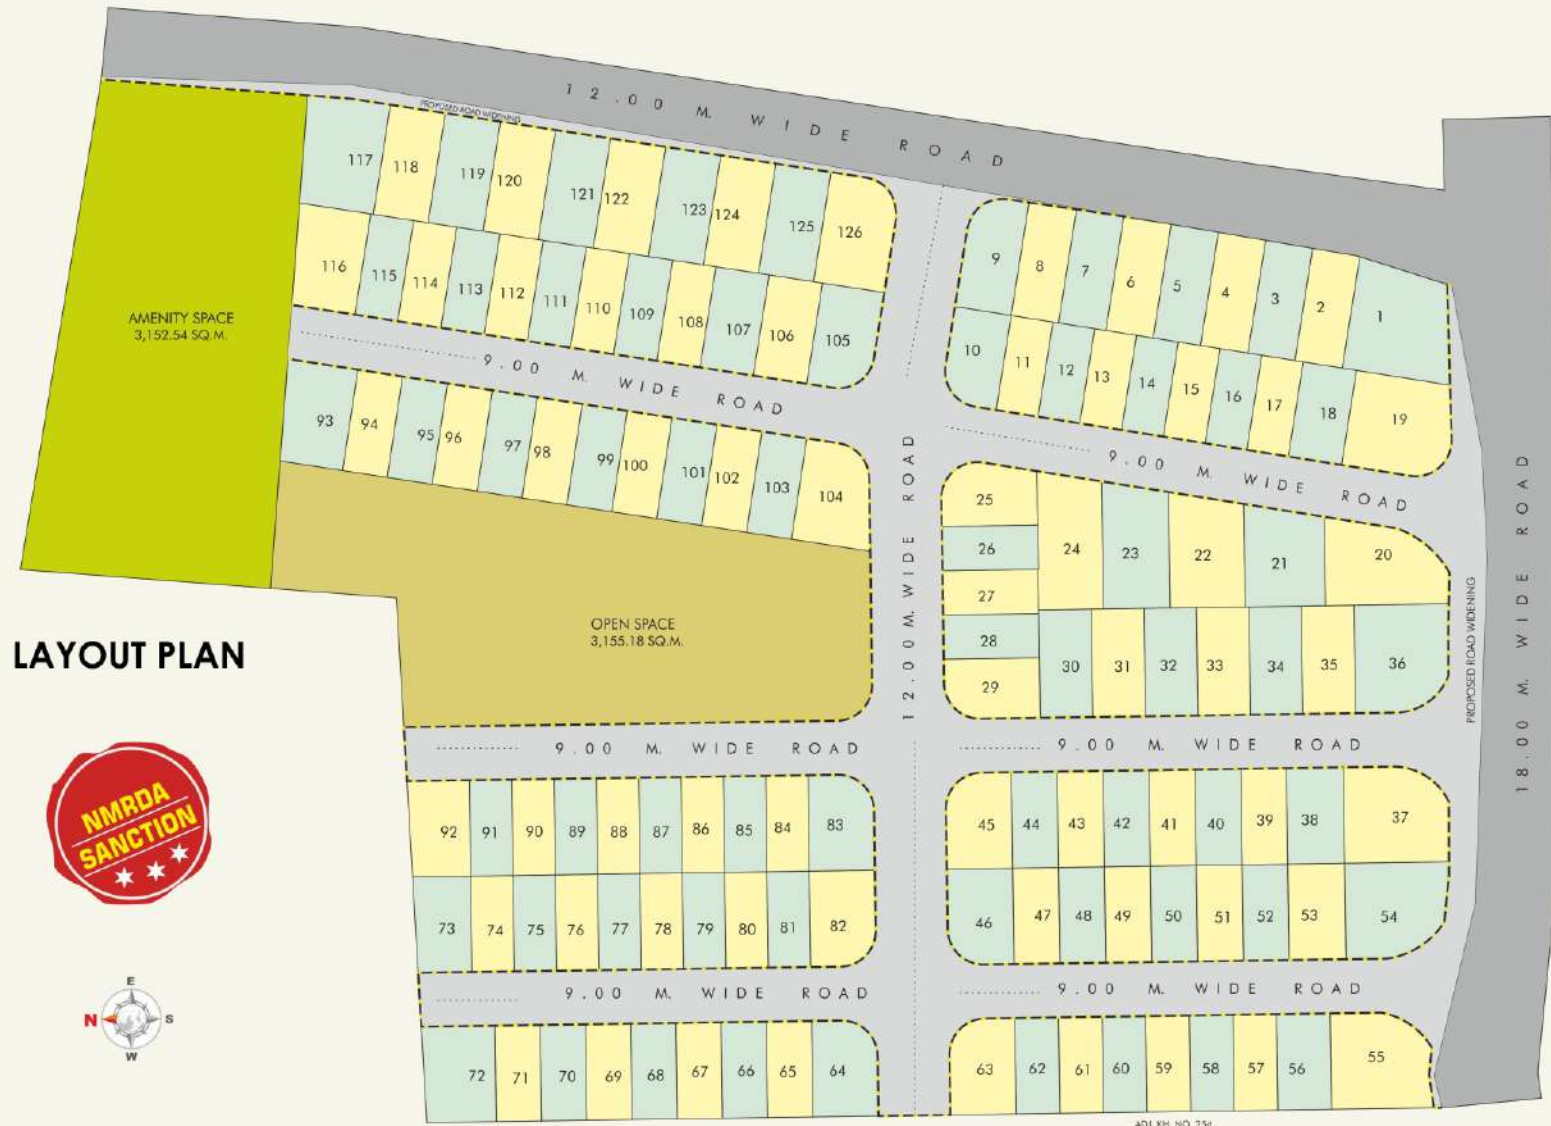 12.00 M. WIDE ROAD
PROPOSED ROAD WIDENING
117 118 119 120 121 122 123 124 125 126
116 115 114 113 112 111 110 109 108 107 106 105
9 8 7 6 5 4 3 2 1
10 11 12 13 14 15 16 17 18 19
AMENITY SPACE
3,152.54 SQ.M.
9.00 M. WIDE ROAD
93 94 95 96 97 98 99 100 101 102 103 104
9.00 M. WIDE ROAD
12.00 M. WIDE ROAD
18.00 M. WIDE ROAD
PROPOSED ROAD WIDENING
25
26
27
28
29
24 23 22 21 20
30 31 32 33 34 35 36
OPEN SPACE
3,155.18 SQ.M.
LAYOUT PLAN
9.00 M. WIDE ROAD
9.00 M. WIDE ROAD
NMRDA
SANCTION
92 91 90 89 88 87 86 85 84 83
45 44 43 42 41 40 39 38 37
73 74 75 76 77 78 79 80 81 82
46 47 48 49 50 51 52 53 54
9.00 M. WIDE ROAD
9.00 M. WIDE ROAD
E
N S
W
72 71 70 69 68 67 66 65 64
63 62 61 60 59 58 57 56 55
ADJ. KH. NO. 254